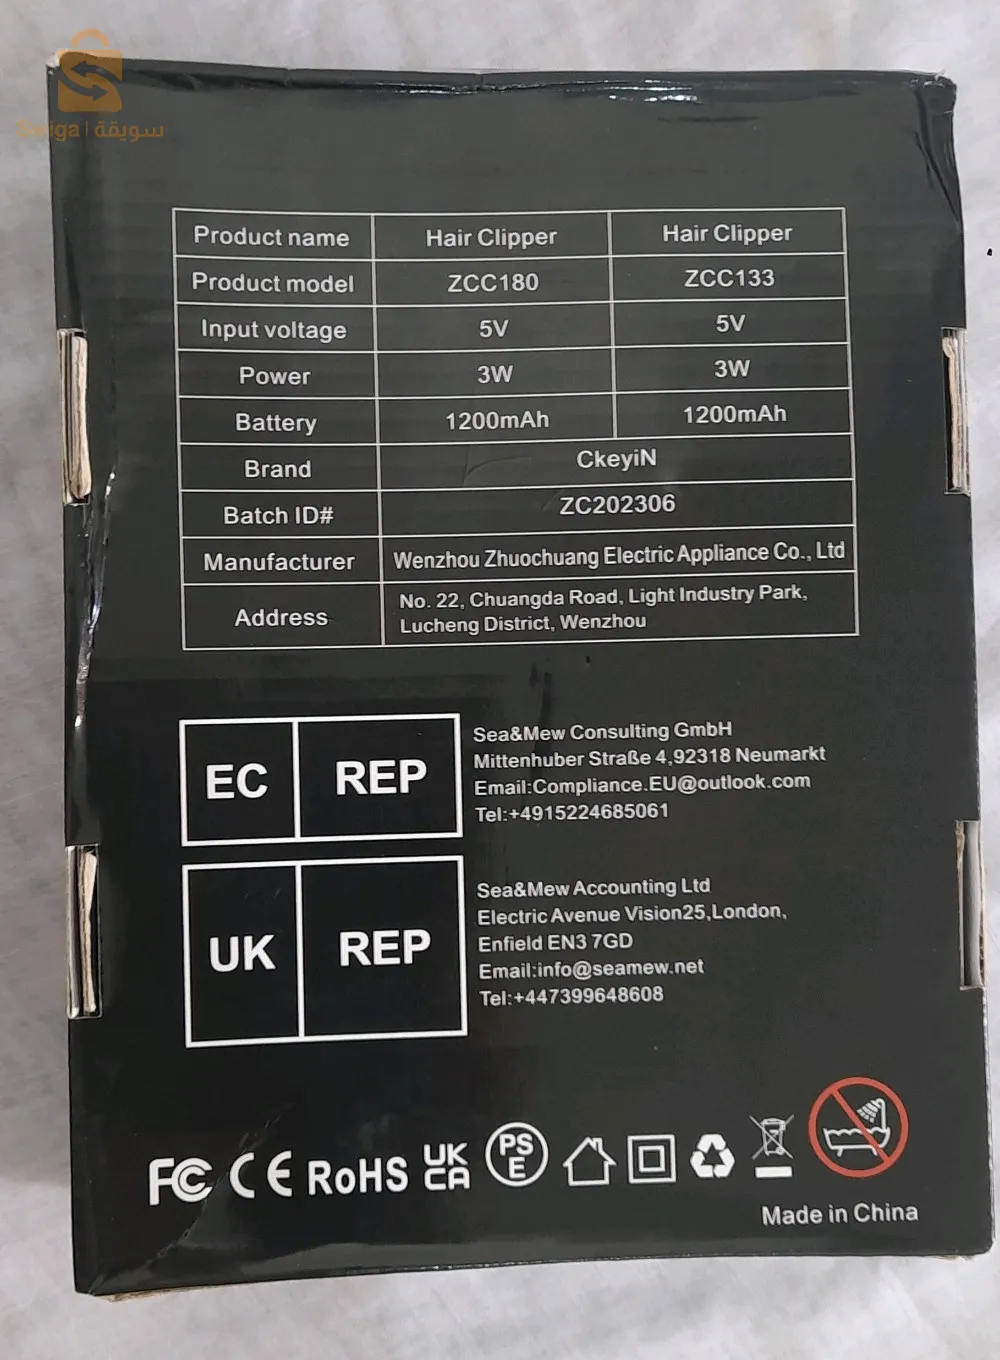 Swiga | سويقة
Product name Hair Clipper Hair Clipper
Product model ZCC180 ZCC133
Input voltage 5V 5V
Power 3W 3W
Battery 1200mAh 1200mAh
Brand CkeyiN
Batch ID# ZC202306
Manufacturer Wenzhou Zhuochuang Electric Appliance Co., Ltd
Address No. 22, Chuangda Road, Light Industry Park,
Lucheng District, Wenzhou
EC REP
Sea&Mew Consulting GmbH
Mittenhuber Straße 4,92318 Neumarkt
Email:Compliance.EU@outlook.com
Tel:+4915224685061
UK REP
Sea&Mew Accounting Ltd
Electric Avenue Vision25,London,
Enfield EN3 7GD
Email:info@seamew.net
Tel:+447399648608
FC CE RoHS UK
CA PS
E
Made in China